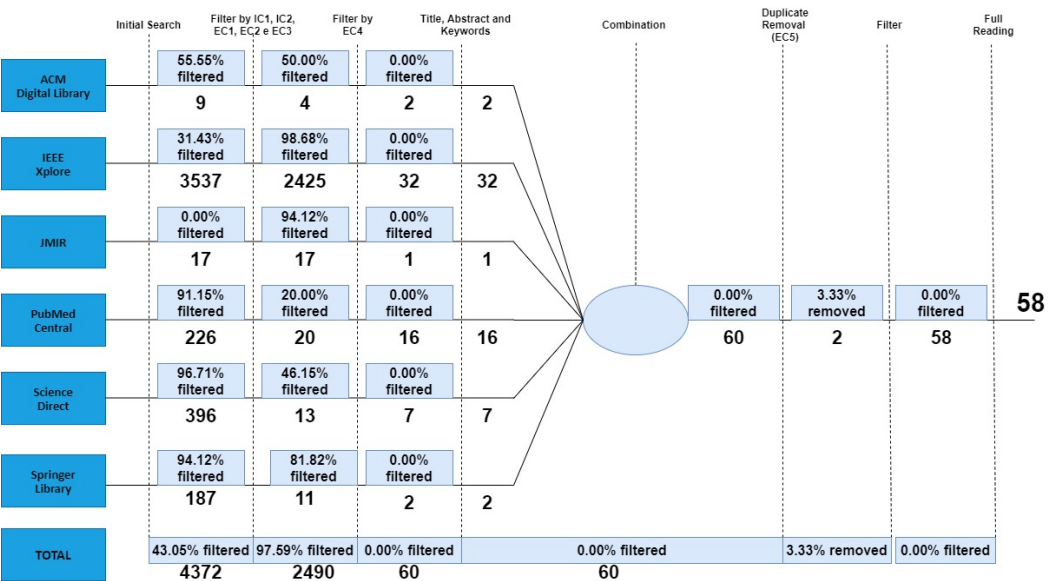 Initial Search
Filter by IC1, IC2,
EC1, EC2 e EC3
Filter by
EC4
Title, Abstract and
Keywords
Combination
Duplicate
Removal
(EC5)
Filter
Full
Reading
ACM
Digital Library
55.55%
filtered
9
50.00%
filtered
4
0.00%
filtered
2
2
IEEE
Xplore
31.43%
filtered
3537
98.68%
filtered
2425
0.00%
filtered
32
32
JMIR
0.00%
filtered
17
94.12%
filtered
17
0.00%
filtered
1
1
PubMed
Central
91.15%
filtered
226
20.00%
filtered
20
0.00%
filtered
16
16
0.00%
filtered
60
3.33%
removed
2
0.00%
filtered
58
58
Science
Direct
96.71%
filtered
396
46.15%
filtered
13
0.00%
filtered
7
7
Springer
Library
94.12%
filtered
187
81.82%
filtered
11
0.00%
filtered
2
2
TOTAL
43.05% filtered
4372
97.59% filtered
2490
0.00% filtered
60
0.00% filtered
60
3.33% removed
0.00% filtered